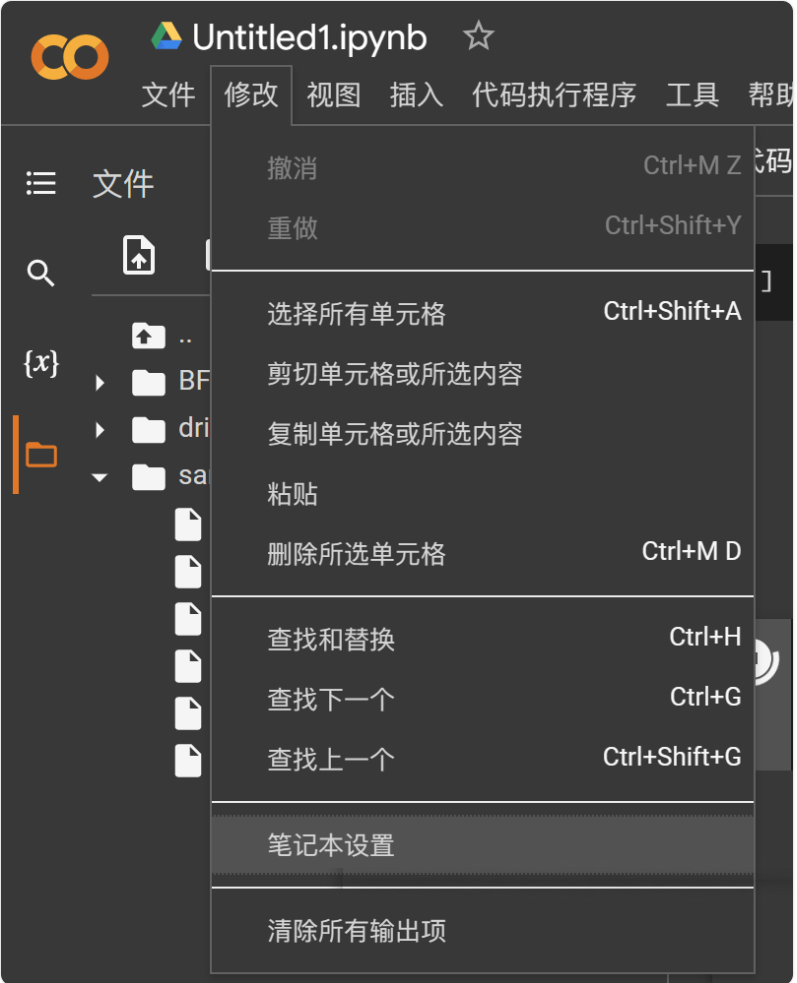 Untitled1.ipynb
文件 修改 视图 插入 代码执行程序 工具 帮助
文件
撤消 Ctrl+M Z
代码
重做 Ctrl+Shift+Y
]
选择所有单元格 Ctrl+Shift+A
{x}
..
剪切单元格或所选内容
BF
复制单元格或所选内容
dri
粘贴
sa
删除所选单元格 Ctrl+M D
查找和替换 Ctrl+H
查找下一个 Ctrl+G
查找上一个 Ctrl+Shift+G
笔记本设置
清除所有输出项